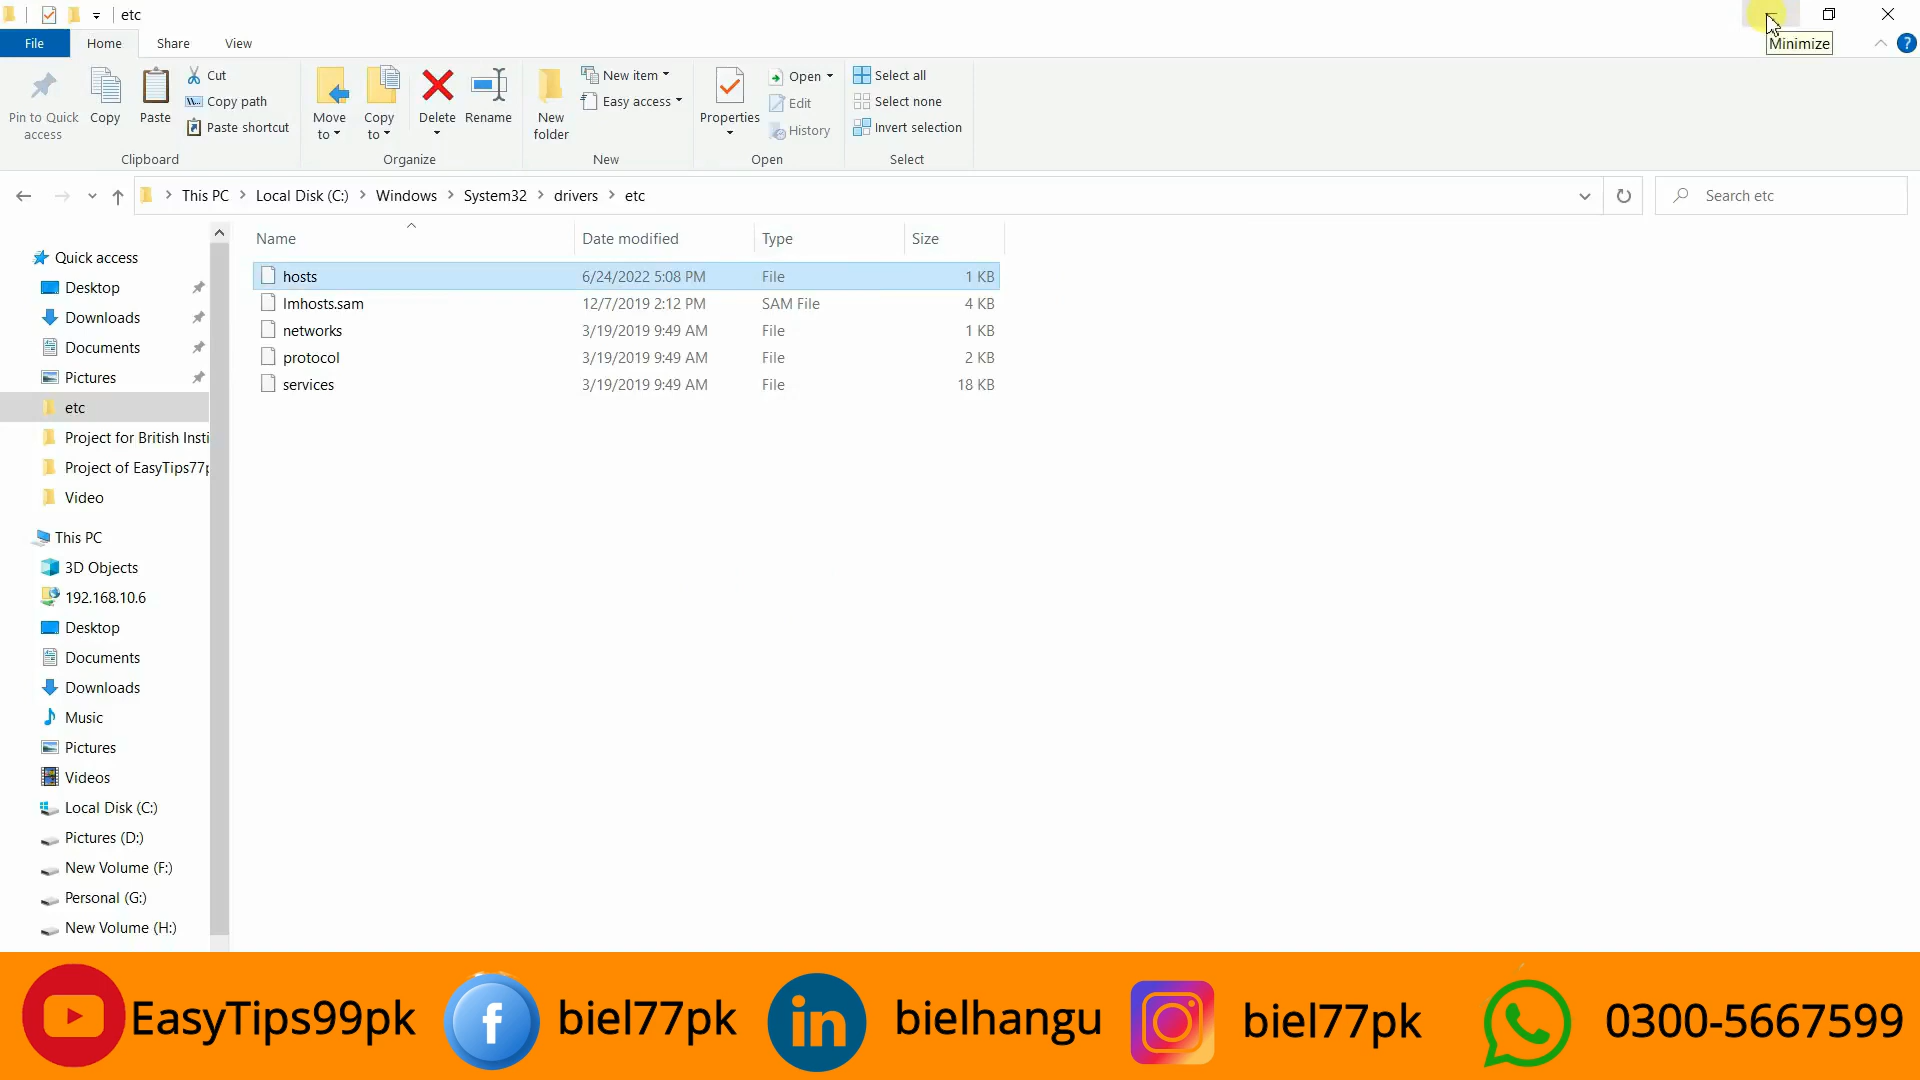 etc
Minimize
File Home Share View
Pin to Quick access
Copy
Paste
Cut
Copy path
Paste shortcut
Clipboard
Move to
Copy to
Delete
Rename
Organize
New folder
New item
Easy access
New
Properties
Open
Edit
History
Open
Select all
Select none
Invert selection
Select
This PC > Local Disk (C:) > Windows > System32 > drivers > etc
Search etc
Name Date modified Type Size
hosts 6/24/2022 5:08 PM File 1 KB
lmhosts.sam 12/7/2019 2:12 PM SAM File 4 KB
networks 3/19/2019 9:49 AM File 1 KB
protocol 3/19/2019 9:49 AM File 2 KB
services 3/19/2019 9:49 AM File 18 KB
Quick access
Desktop
Downloads
Documents
Pictures
etc
Project for British Insti
Project of EasyTips77p
Video
This PC
3D Objects
192.168.10.6
Desktop
Documents
Downloads
Music
Pictures
Videos
Local Disk (C:)
Pictures (D:)
New Volume (F:)
Personal (G:)
New Volume (H:)
EasyTips99pk f biel77pk in bielhangu biel77pk 0300-5667599